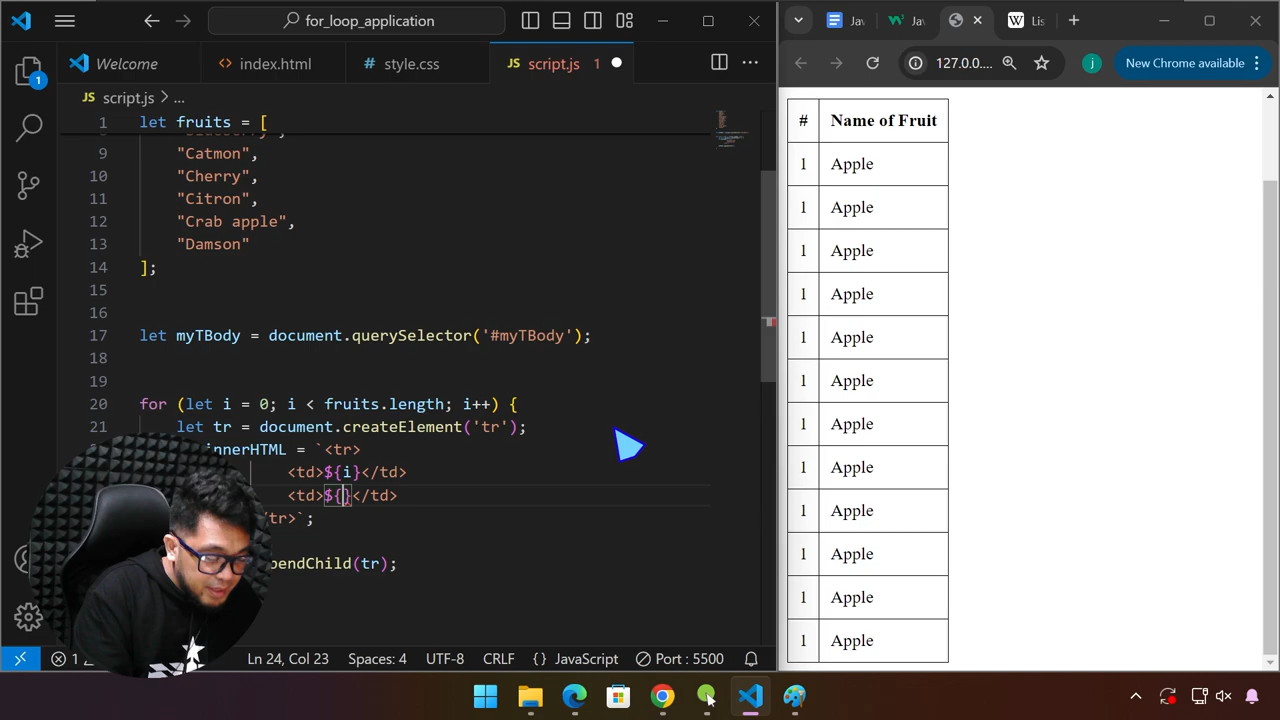 for_loop_application
Welcome
index.html
style.css
script.js 1
script.js > ...
1 let fruits = [
9 "Catmon",
10 "Cherry",
11 "Citron",
12 "Crab apple",
13 "Damson"
14 ];
15
16
17 let myTBody = document.querySelector('#myTBody');
18
19
20 for (let i = 0; i < fruits.length; i++) {
21 let tr = document.createElement('tr');
innerHTML = `<tr>
<td>${i}</td>
<td>${}</td>
/tr>`;
pendChild(tr);
Ln 24, Col 23
Spaces: 4
UTF-8
CRLF
{ } JavaScript
Port : 5500
1
Jav
Jav
Lis
127.0.0....
j
New Chrome available
# Name of Fruit
1 Apple
1 Apple
1 Apple
1 Apple
1 Apple
1 Apple
1 Apple
1 Apple
1 Apple
1 Apple
1 Apple
1 Apple